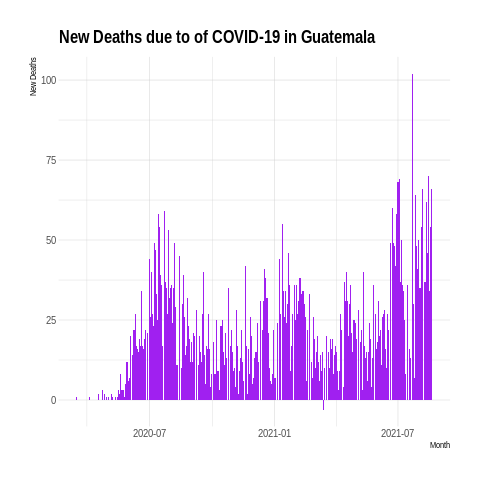 New Deaths due to of COVID-19 in Guatemala
New Deaths
100
75
50
25
0
2020-07
2021-01
2021-07
Month